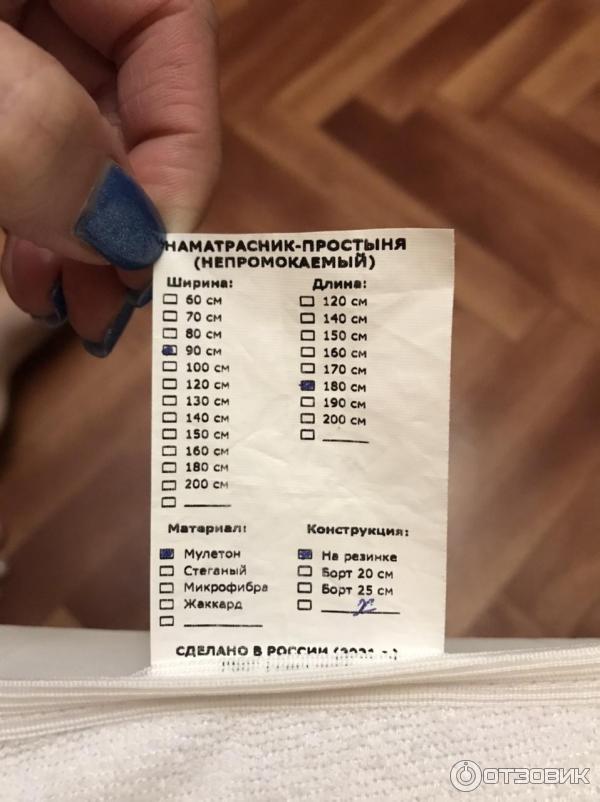 НАМАТРАСНИК-ПРОСТЫНЯ
(НЕПРОМОКАЕМЫЙ)
Ширина:
60 см
70 см
80 см
90 см
100 см
120 см
130 см
140 см
150 см
160 см
180 см
200 см
Длина:
120 см
140 см
150 см
160 см
170 см
180 см
190 см
200 см
Материал:
Мулетон
Стеганый
Микрофибра
Жаккард
Конструкция:
На резинке
Борт 20 см
Борт 25 см
СДЕЛАНО В РОССИИ
ОТЗОВИК